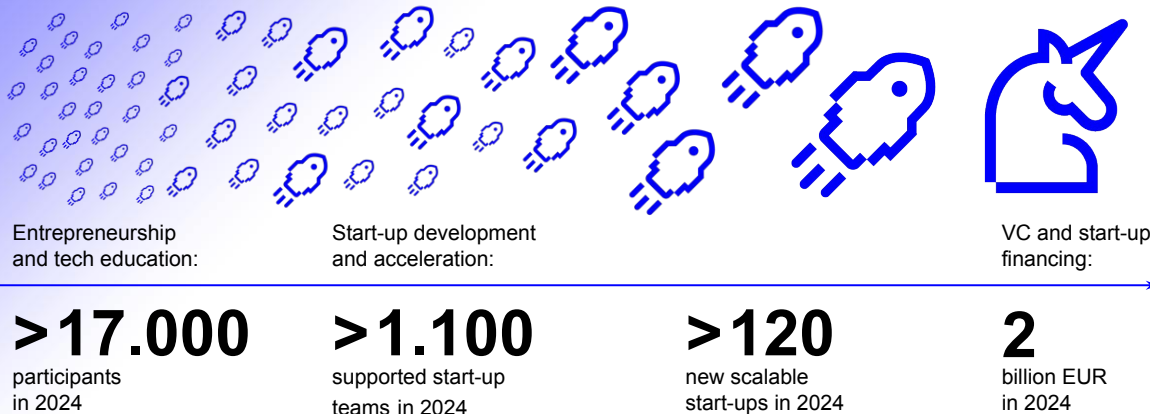 Entrepreneurship
and tech education:
Start-up development
and acceleration:
VC and start-up
financing:
>17.000
participants
in 2024
>1.100
supported start-up
teams in 2024
>120
new scalable
start-ups in 2024
2
billion EUR
in 2024